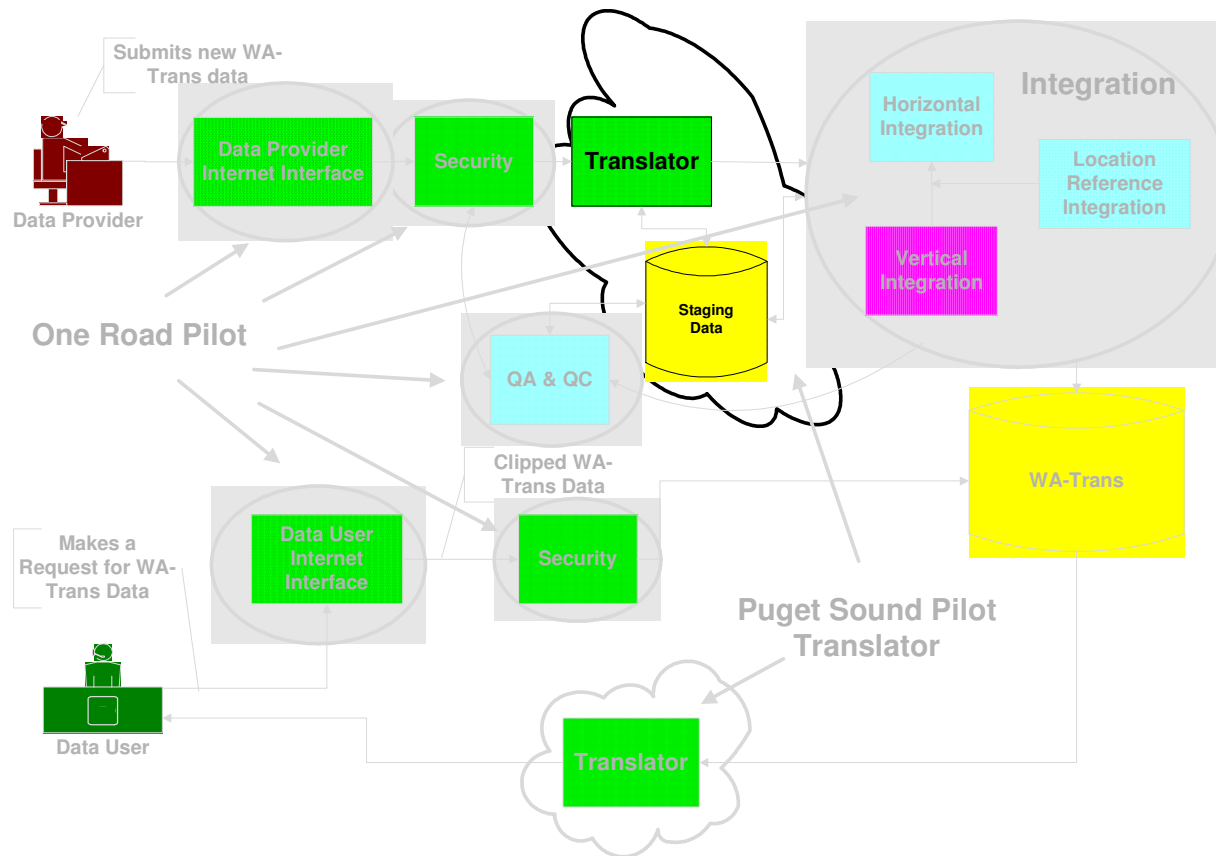 Submits new WA-
Trans data
Data Provider
Internet Interface
Security
Translator
Data Provider
Integration
Horizontal
Integration
Location
Reference
Integration
Vertical
Integration
Staging
Data
One Road Pilot
QA & QC
Clipped WA-
Trans Data
WA-Trans
Makes a
Request for WA-
Trans Data
Data User
Internet
Interface
Security
Puget Sound Pilot
Translator
Data User
Translator